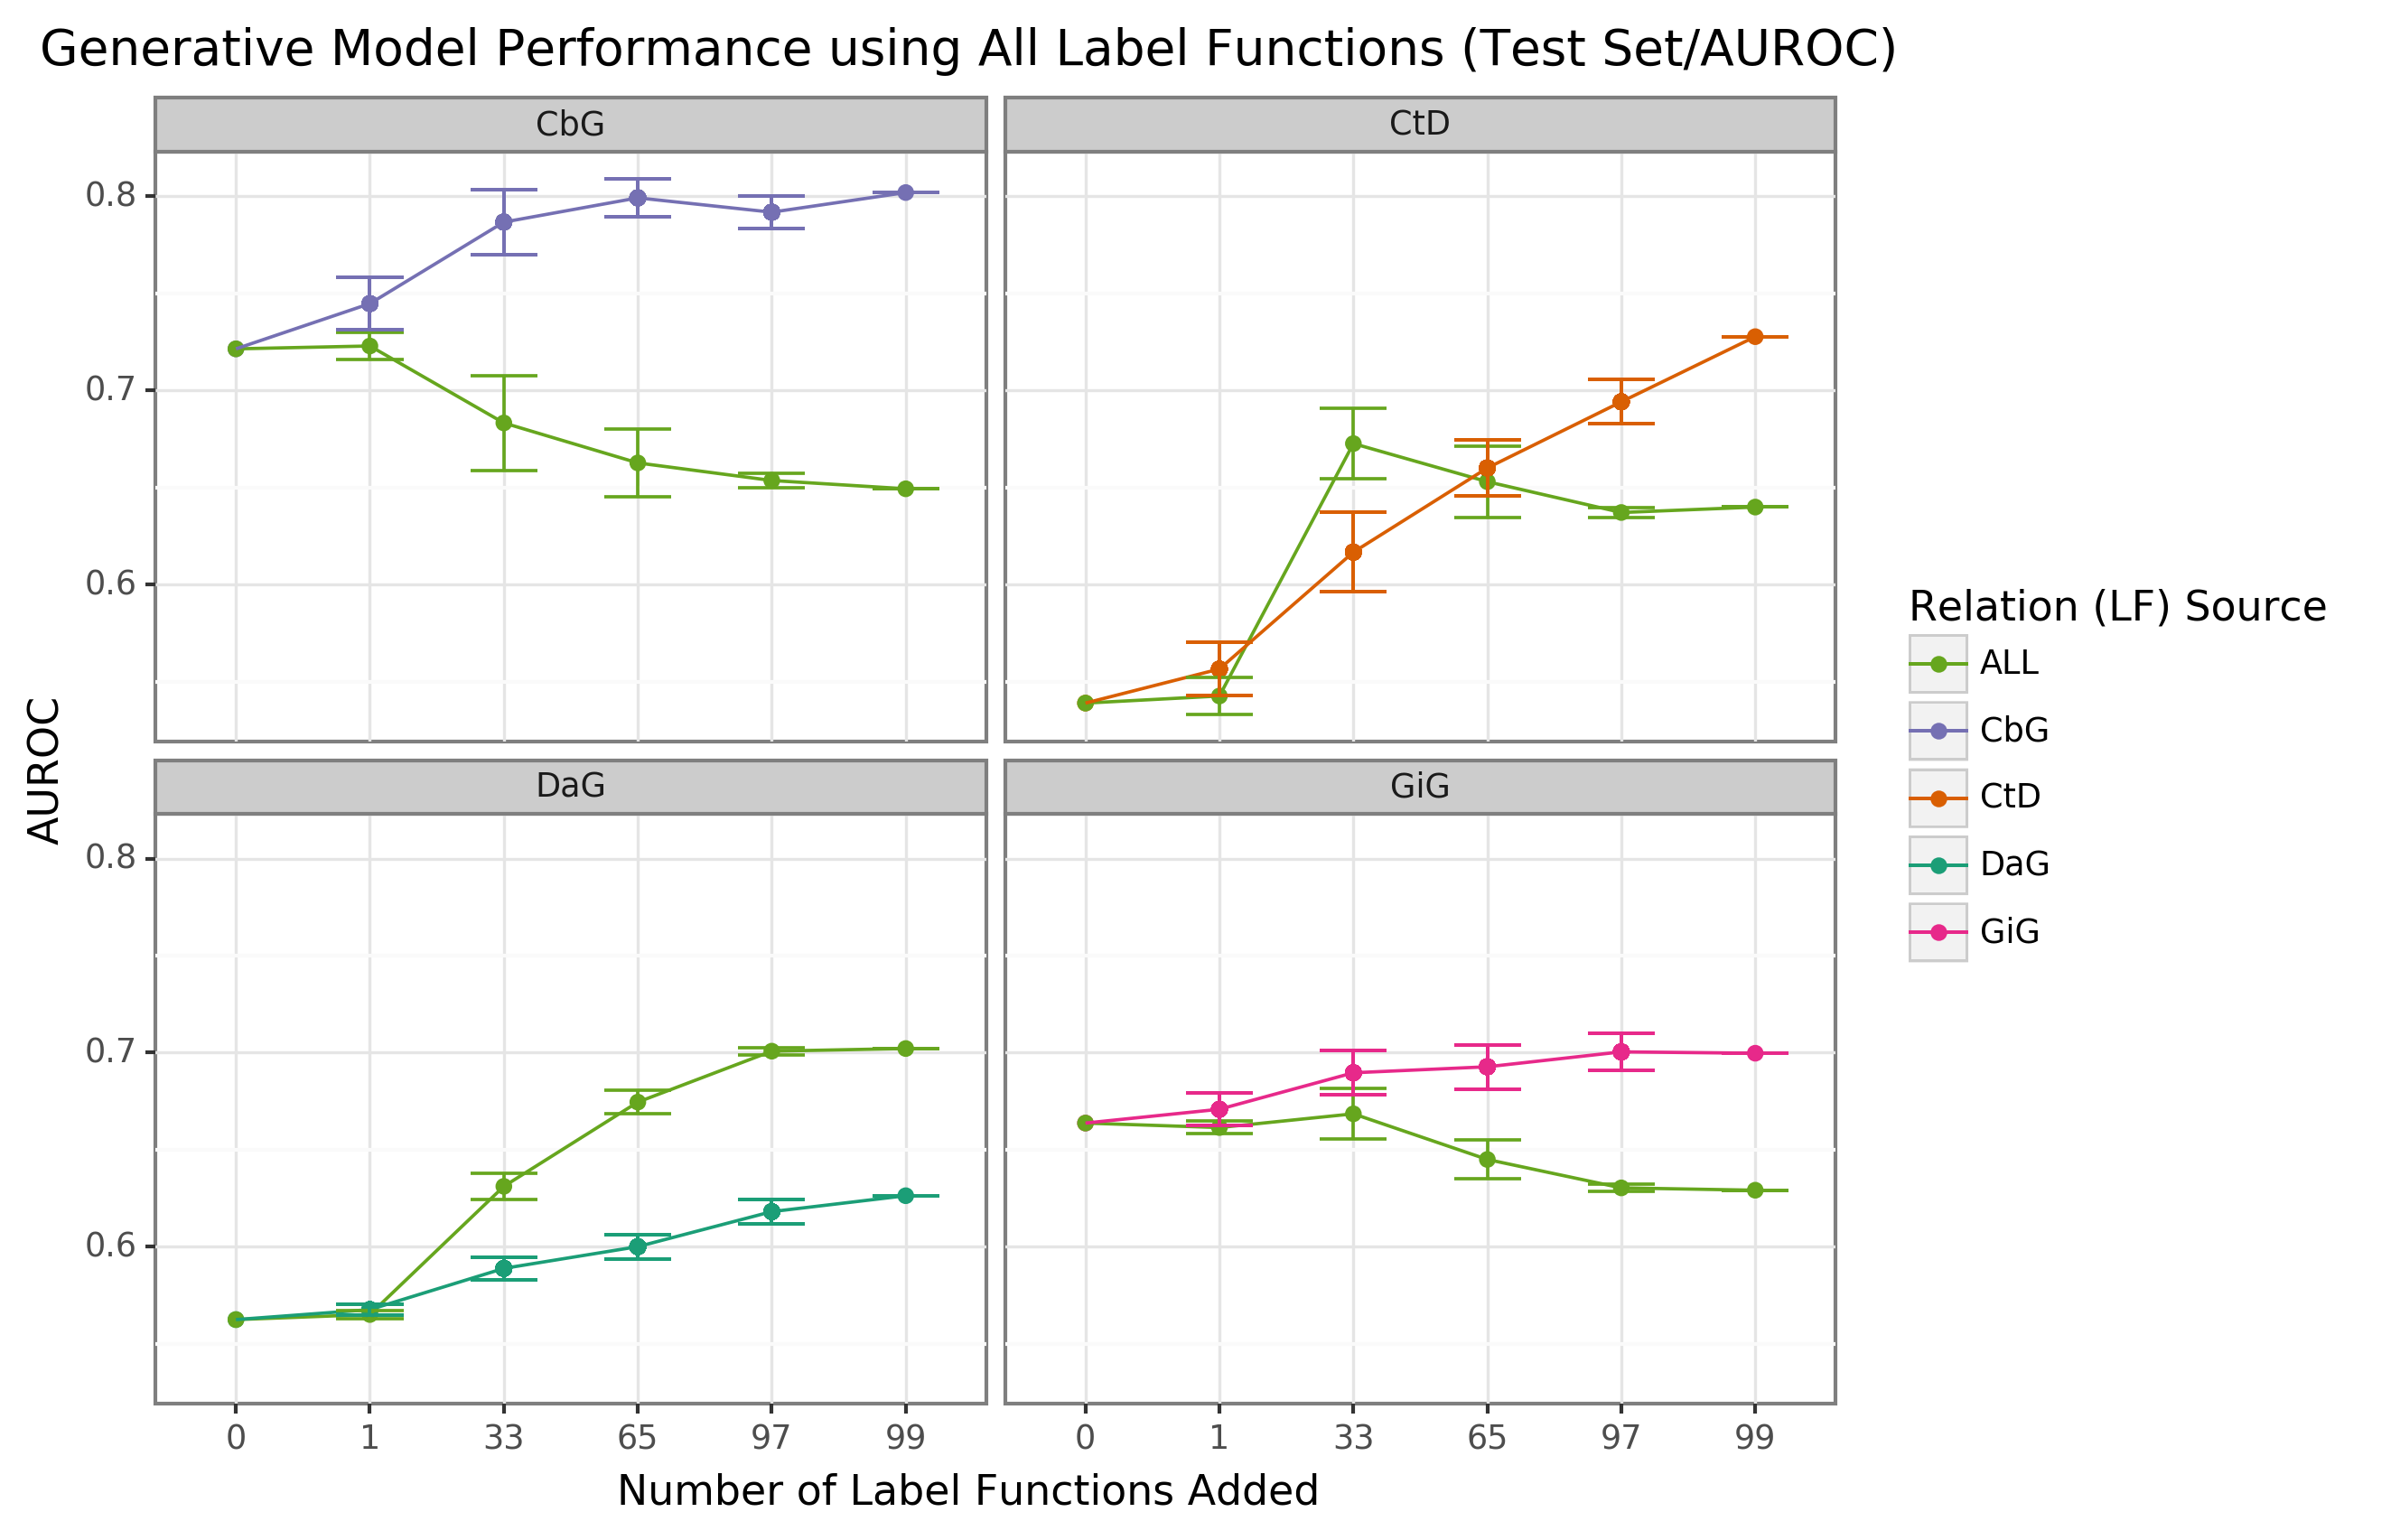 Generative Model Performance using All Label Functions (Test Set/AUROC)
CbG
CtD
0.8
0.7
0.6
DaG
GiG
0.8
0.7
0.6
0 1 33 65 97 99
0 1 33 65 97 99
AUROC
Number of Label Functions Added
Relation (LF) Source
ALL
CbG
CtD
DaG
GiG